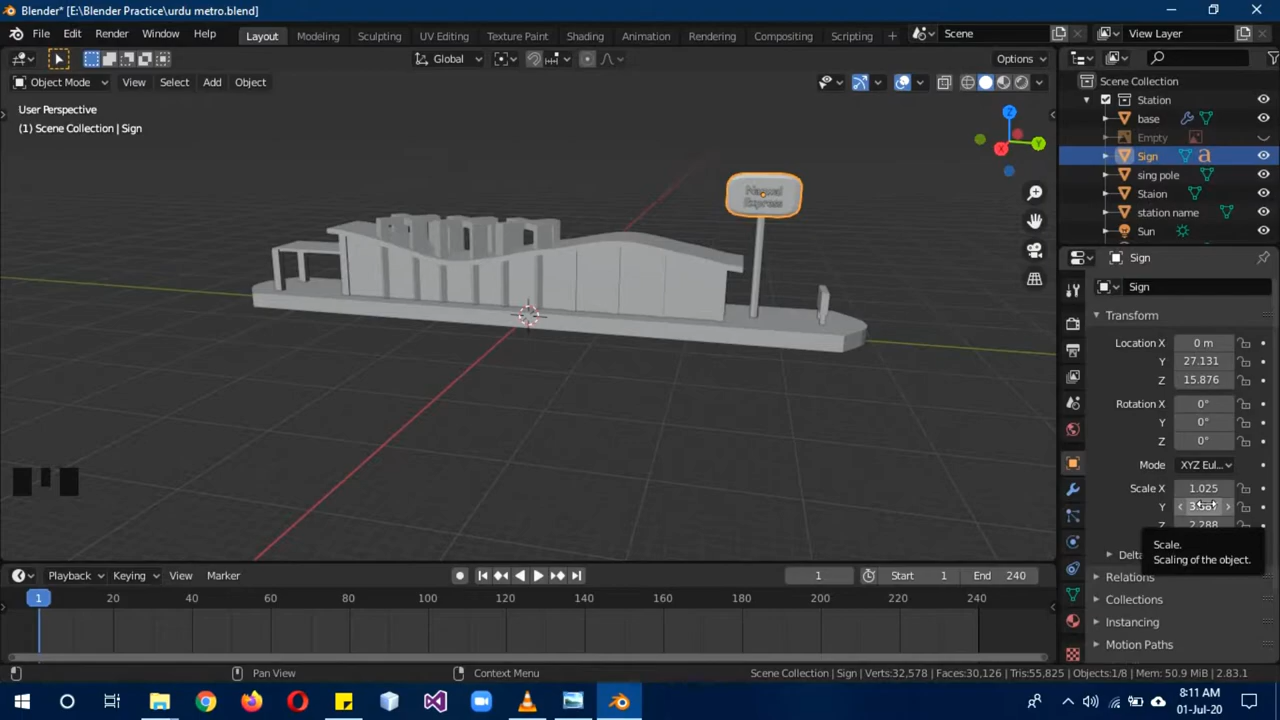 Blender* [E:\Blender Practice\urdu metro.blend]
File Edit Render Window Help
Layout Modeling Sculpting UV Editing Texture Paint Shading Animation Rendering Compositing Scripting
Scene
View Layer
Global
Options
Object Mode View Select Add Object
User Perspective
(1) Scene Collection | Sign
Z
Y
X
Express
Scene Collection
Station
base
Empty
Sign
sing pole
Staion
station name
Sun
Sign
Sign
Transform
Location X 0 m
Y 27.131
Z 15.876
Rotation X 0°
Y 0°
Z 0°
Mode XYZ Eul...
Scale X 1.025
Y
Z 2.288
Scale.
Scaling of the object.
Delta
Relations
Collections
Instancing
Motion Paths
Playback Keying View Marker
1
Start 1
End 240
1 20 40 60 80 100 120 140 160 180 200 220 240
Pan View
Context Menu
Scene Collection | Sign | Verts:32,578 | Faces:30,126 | Tris:55,825 | Objects:1/8 | Mem: 50.9 MiB | 2.83.1
8:11 AM
01-Jul-20